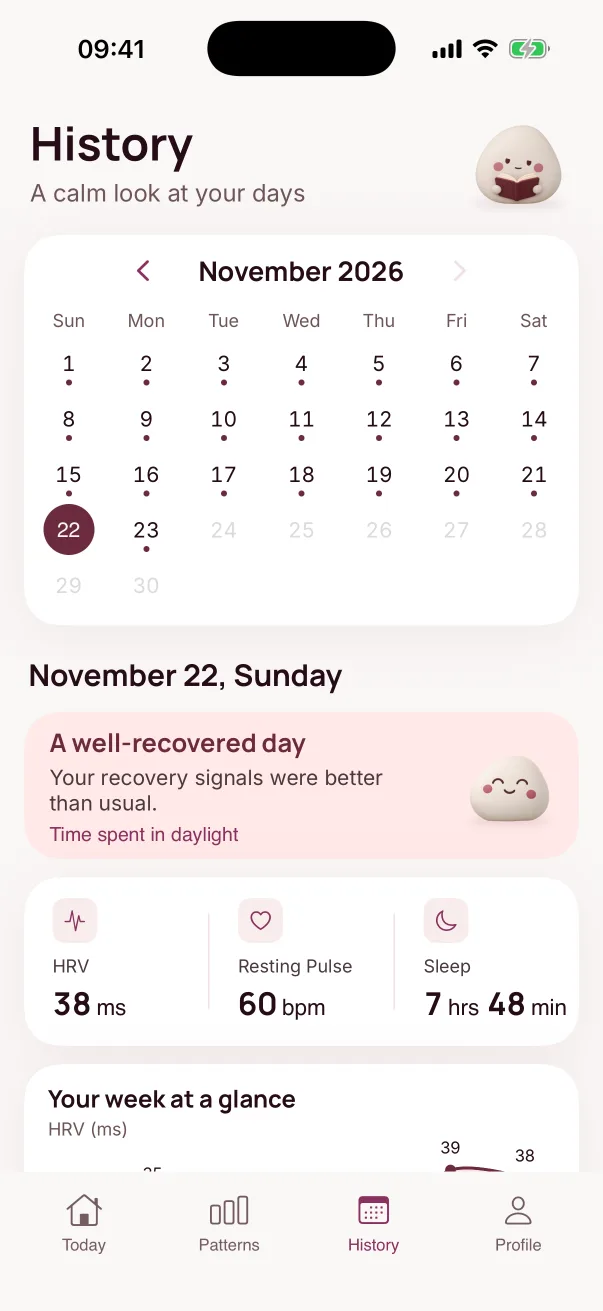 09:41
History
A calm look at your days
November 2026
Sun Mon Tue Wed Thu Fri Sat
1 2 3 4 5 6 7
8 9 10 11 12 13 14
15 16 17 18 19 20 21
22 23 24 25 26 27 28
29 30
November 22, Sunday
A well-recovered day
Your recovery signals were better
than usual.
Time spent in daylight
HRV Resting Pulse Sleep
38 ms 60 bpm 7 hrs 48 min
Your week at a glance
HRV (ms)
39 38
Today Patterns History Profile